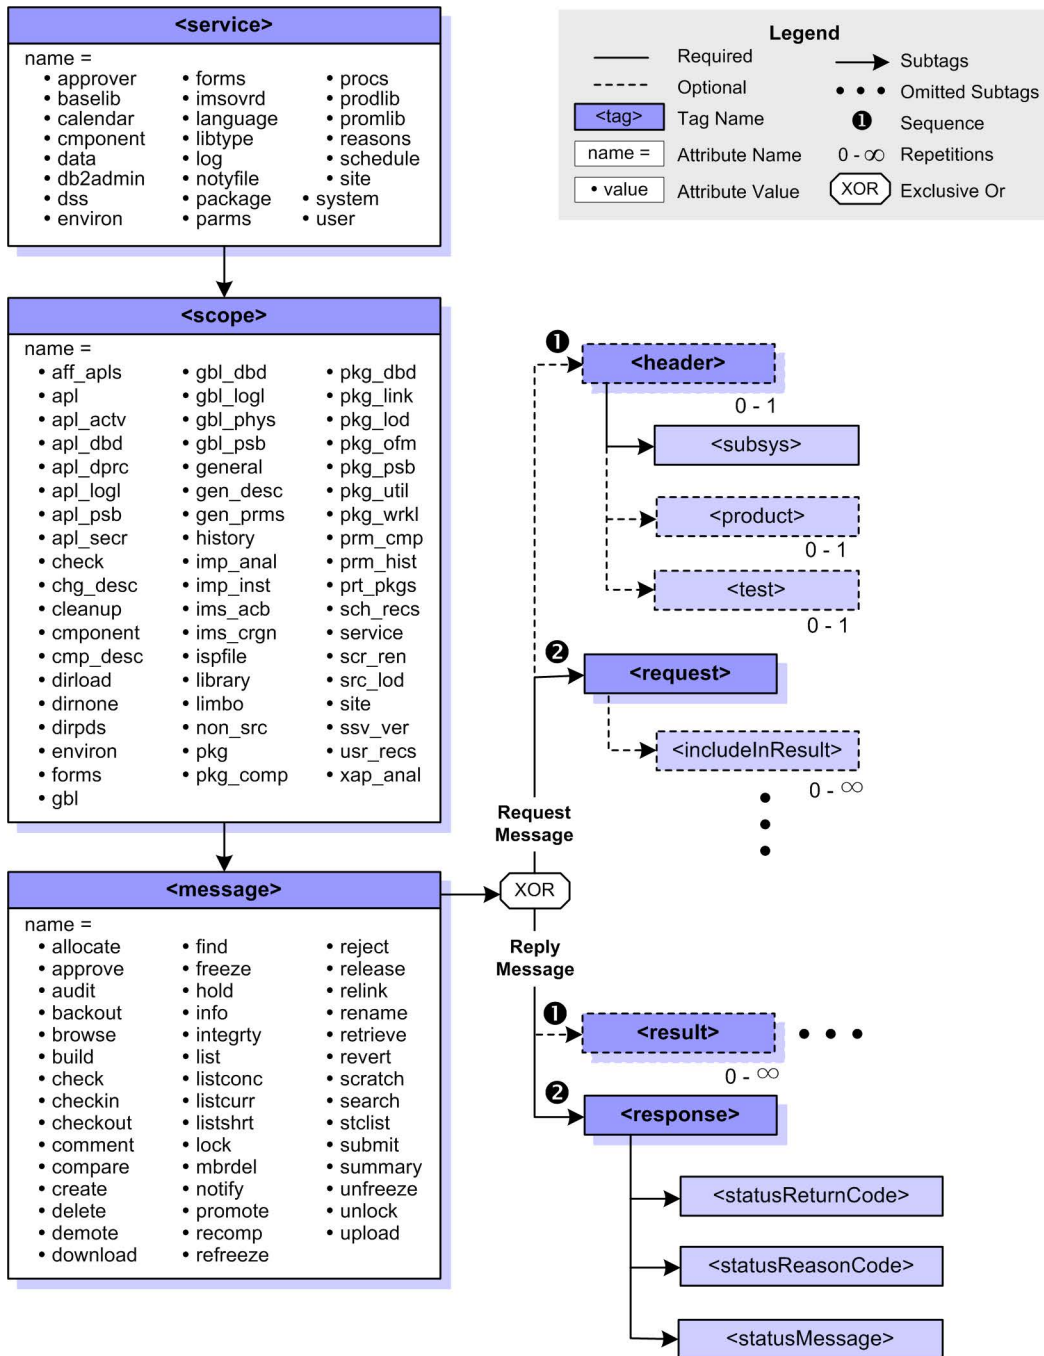 <service>
name =
• approver
• baselib
• calendar
• cmponent
• data
• db2admin
• dss
• environ
• forms
• imsovrd
• language
• libtype
• log
• notyfile
• package
• parms
• procs
• prodlib
• promlib
• reasons
• schedule
• site
• system
• user
Legend
Required
Optional
<tag> Tag Name
name = Attribute Name
• value Attribute Value
Subtags
• • • Omitted Subtags
❶ Sequence
0 - ∞ Repetitions
XOR Exclusive Or
<scope>
name =
• aff_apls
• apl
• apl_actv
• apl_dbd
• apl_dprc
• apl_logl
• apl_psb
• apl_secr
• check
• chg_desc
• cleanup
• cmponent
• cmp_desc
• dirload
• dirnone
• dirpds
• environ
• forms
• gbl
• gbl_dbd
• gbl_logl
• gbl_phys
• gbl_psb
• general
• gen_desc
• gen_prms
• history
• imp_anal
• imp_inst
• ims_acb
• ims_crgn
• ispfile
• library
• limbo
• non_src
• pkg
• pkg_comp
• pkg_dbd
• pkg_link
• pkg_lod
• pkg_ofm
• pkg_psb
• pkg_util
• pkg_wrkl
• prm_cmp
• prm_hist
• prt_pkgs
• sch_recs
• service
• scr_ren
• src_lod
• site
• ssv_ver
• usr_recs
• xap_anal
<message>
name =
• allocate
• approve
• audit
• backout
• browse
• build
• check
• checkin
• checkout
• comment
• compare
• create
• delete
• demote
• download
• find
• freeze
• hold
• info
• integrty
• list
• listconc
• listcurr
• listshrt
• lock
• mbrdel
• notify
• promote
• recomp
• refreeze
• reject
• release
• relink
• rename
• retrieve
• revert
• scratch
• search
• stclist
• submit
• summary
• unfreeze
• unlock
• upload
XOR
Request
Message
❶
<header>
0 - 1
<subsys>
<product>
0 - 1
<test>
0 - 1
❷
<request>
<includeInResult>
0 - ∞
Reply
Message
❶
<result>
0 - ∞
❷
<response>
<statusReturnCode>
<statusReasonCode>
<statusMessage>